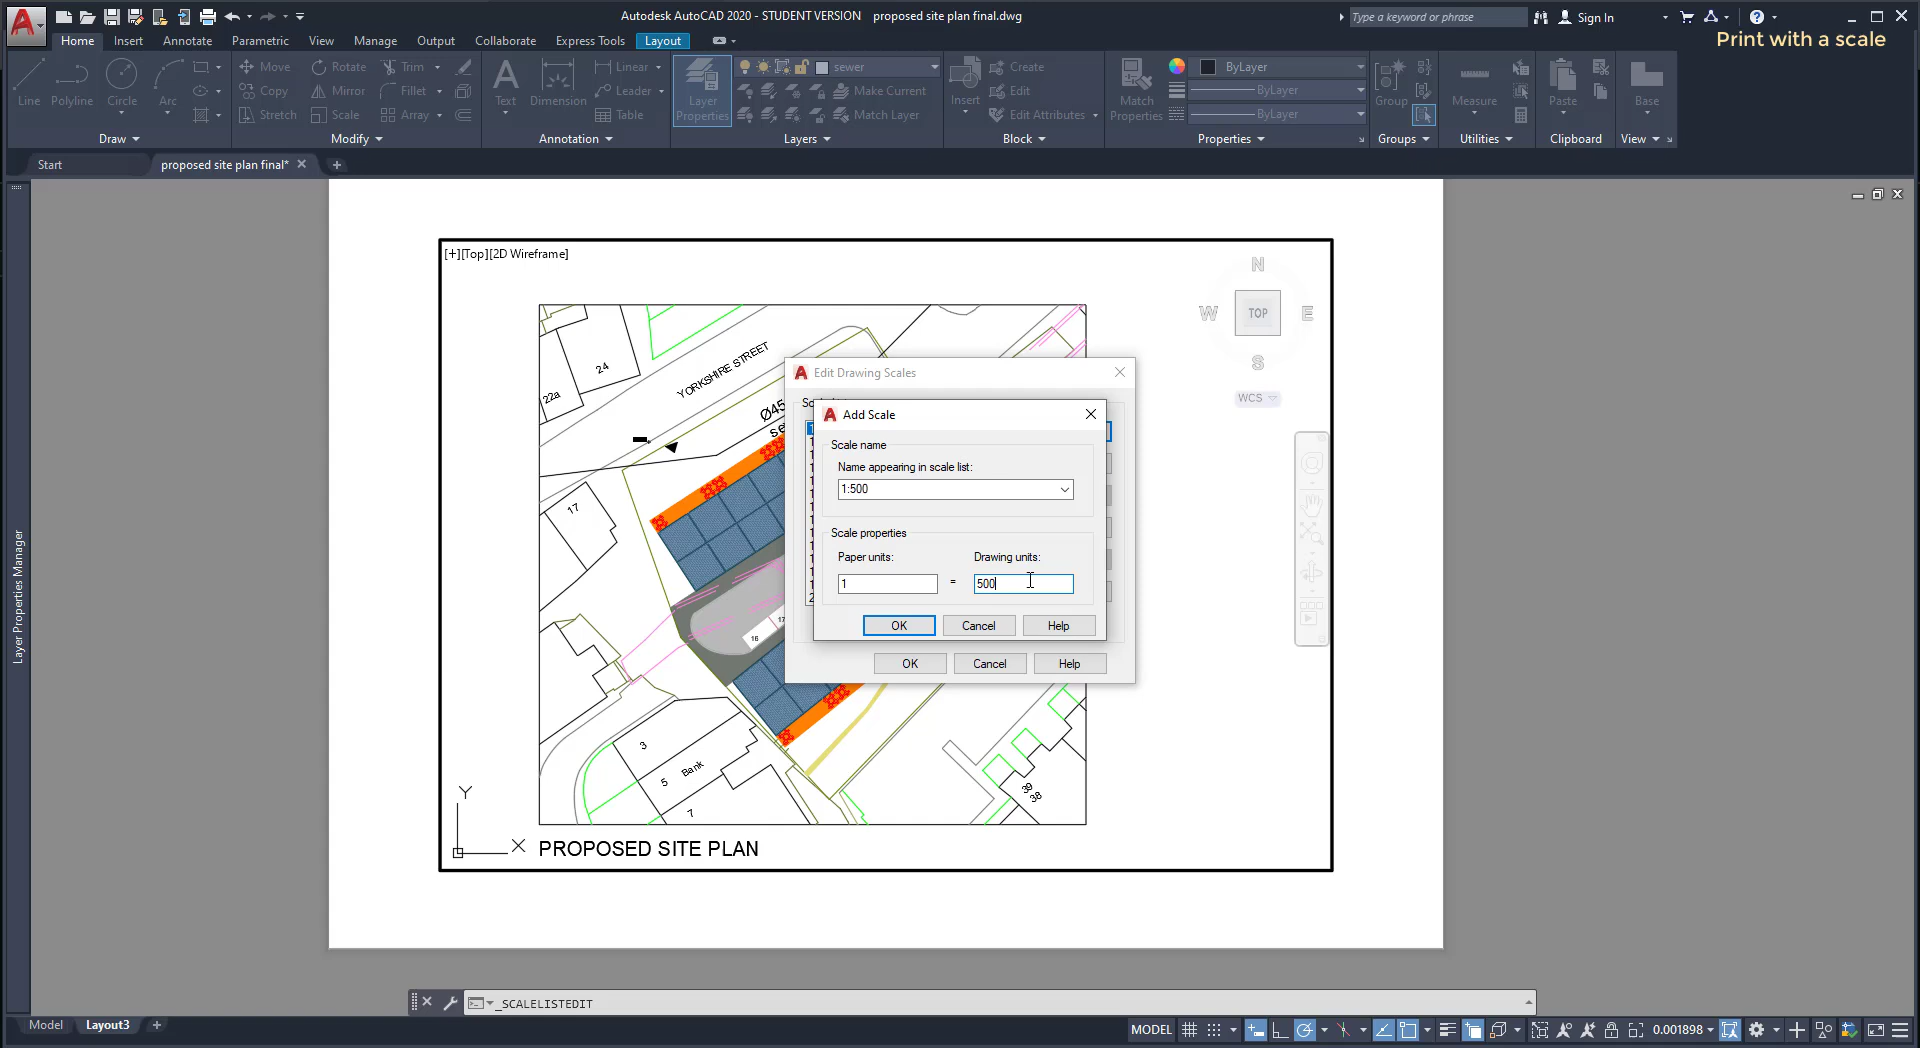 Autodesk AutoCAD 2020 - STUDENT VERSION proposed site plan final.dwg
Type a keyword or phrase
Sign In
Print with a scale
Home Insert Annotate Parametric View Manage Output Collaborate Express Tools Layout
Line Polyline Circle Arc
Move Rotate Trim
Copy Mirror Fillet
Stretch Scale Array
Text Dimension
Linear
Leader
Table
Layer Properties
sewer
Make Current
Match Layer
Insert
Create
Edit
Edit Attributes
Match Properties
ByLayer
ByLayer
ByLayer
Group
Measure
Paste
Base
Draw Modify Annotation Layers Block Properties Groups Utilities Clipboard View
Start proposed site plan final*
[+][Top][2D Wireframe]
N
W TOP E
S
WCS
24
22a
YORKSHIRE STREET
Ø45
se
17
17
16
3
5 Bank
7
Edit Drawing Scales
Add Scale
Scale name
Name appearing in scale list:
1:500
Scale properties
Paper units: Drawing units:
1 = 500
OK Cancel Help
OK Cancel Help
Y
X
PROPOSED SITE PLAN
Layer Properties Manager
_SCALELISTEDIT
Model Layout3
MODEL 0.001898